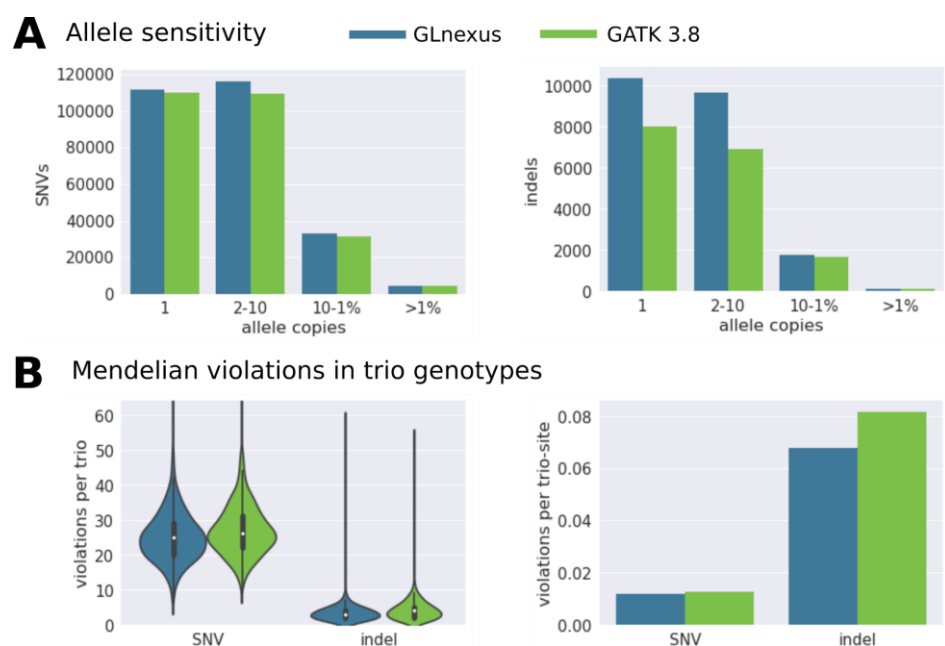 A Allele sensitivity GLnexus GATK 3.8
120000
100000
80000
60000
40000
20000
0
SNVs
1 2-10 10-1% >1%
allele copies
10000
8000
6000
4000
2000
0
indels
1 2-10 10-1% >1%
allele copies
B Mendelian violations in trio genotypes
60
50
40
30
20
10
0
violations per trio
SNV indel
0.08
0.06
0.04
0.02
0.00
violations per trio-site
SNV indel